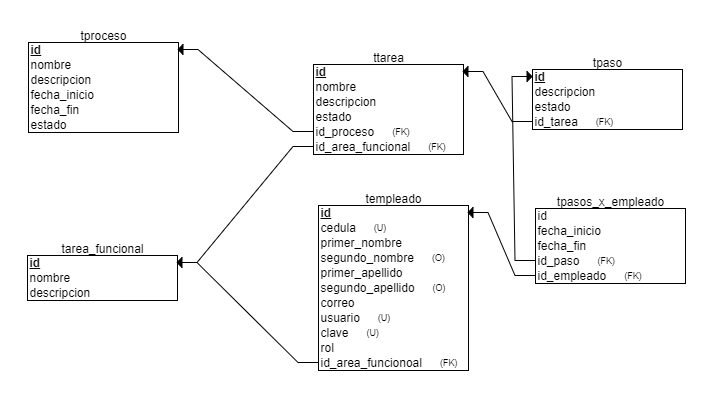 tproceso
id
nombre
descripcion
fecha_inicio
fecha_fin
estado
ttarea
id
nombre
descripcion
estado
id_proceso (FK)
id_area_funcional (FK)
tpaso
id
descripcion
estado
id_tarea (FK)
tarea_funcional
id
nombre
descripcion
templeado
id
cedula (U)
primer_nombre
segundo_nombre (O)
primer_apellido
segundo_apellido (O)
correo
usuario (U)
clave (U)
rol
id_area_funcionoal (FK)
tpasos_x_empleado
id
fecha_inicio
fecha_fin
id_paso (FK)
id_empleado (FK)